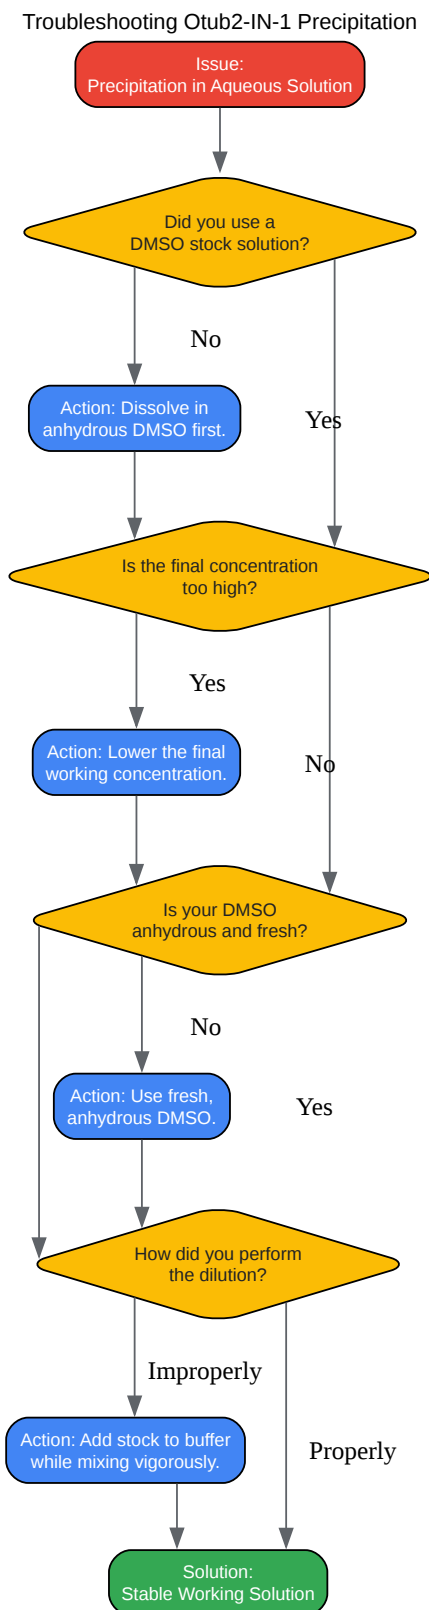 Troubleshooting Otub2-IN-1 Precipitation
Issue:
Precipitation in Aqueous Solution
Did you use a
DMSO stock solution?
No
Action: Dissolve in
anhydrous DMSO first.
Yes
Is the final concentration
too high?
Yes
Action: Lower the final
working concentration.
No
Is your DMSO
anhydrous and fresh?
No
Action: Use fresh,
anhydrous DMSO.
Yes
How did you perform
the dilution?
Improperly
Action: Add stock to buffer
while mixing vigorously.
Properly
Solution:
Stable Working Solution